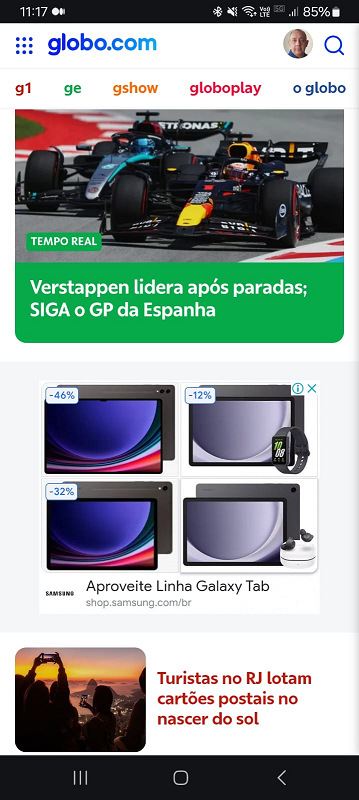 11:17
85%
globo.com
g1 ge gshow globoplay o globo
PETRONAS
TEMPO REAL
Verstappen lidera após paradas;
SIGA o GP da Espanha
-46%
-12%
-32%
SAMSUNG
Aproveite Linha Galaxy Tab
shop.samsung.com/br
Turistas no RJ lotam
cartões postais no
nascer do sol